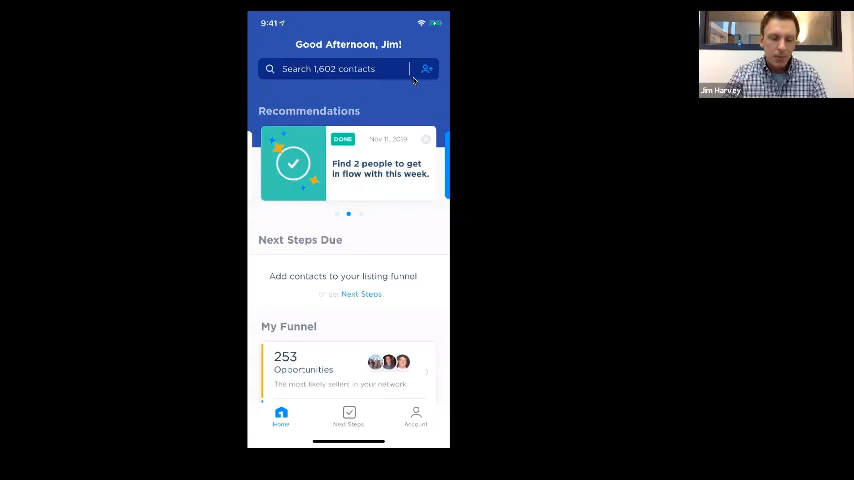 9:41
Good Afternoon, Jim!
Search 1,602 contacts
Recommendations
DONE
Nov 11, 2019
Find 2 people to get
in flow with this week.
Next Steps Due
Add contacts to your listing funnel
or set Next Steps
My Funnel
253
Opportunities
The most likely sellers in your network
Home
Next Steps
Account
Jim Harvey